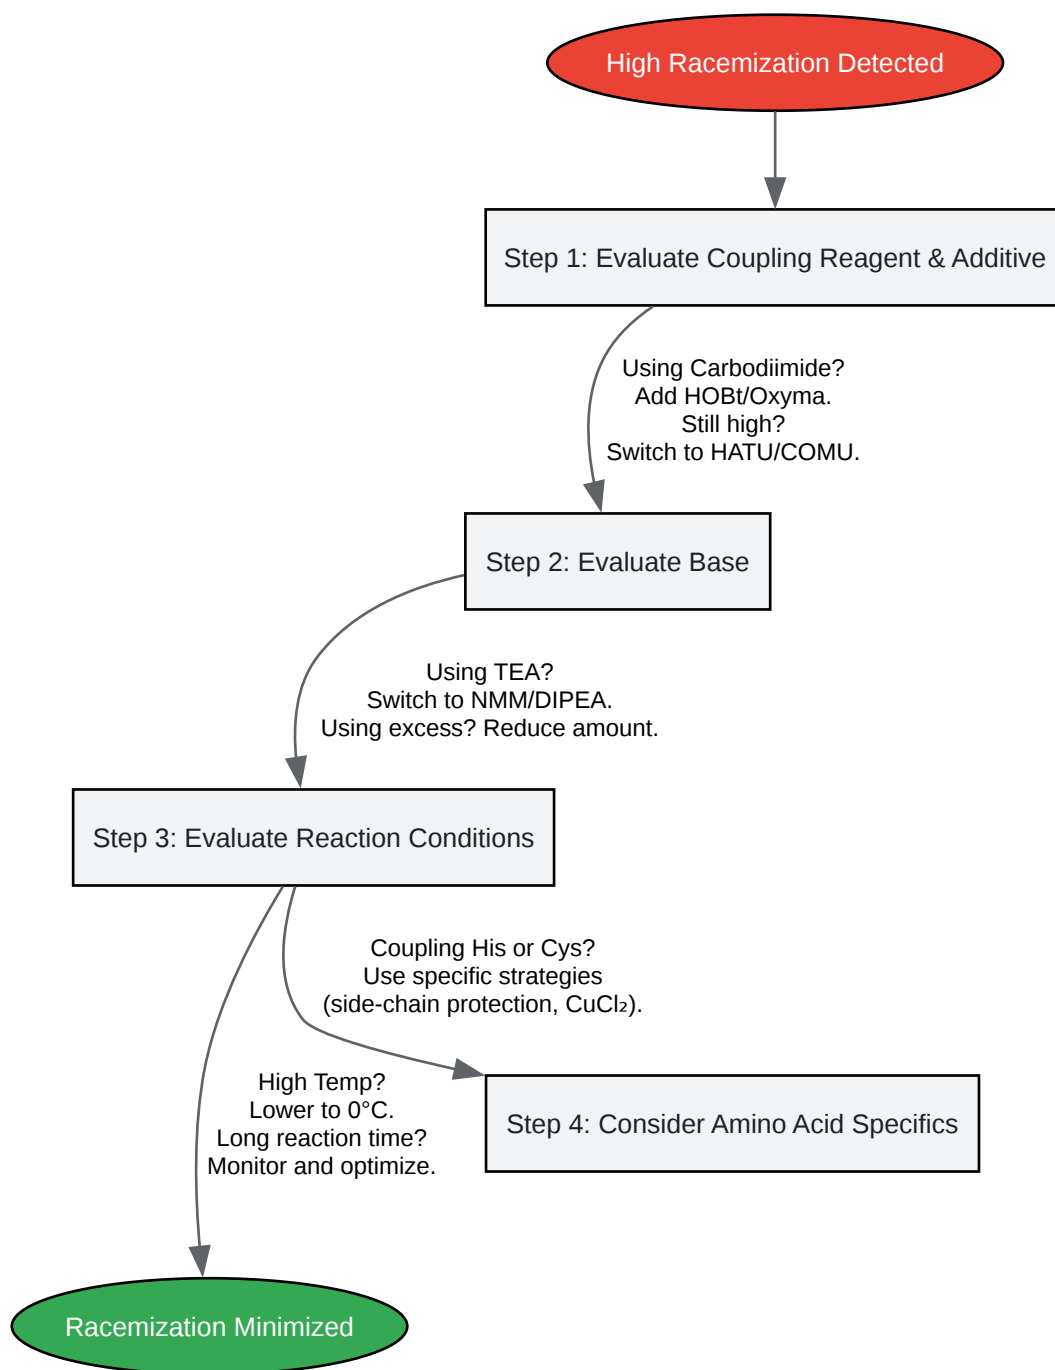 High Racemization Detected
Step 1: Evaluate Coupling Reagent & Additive
Using Carbodiimide?
Add HOBt/Oxyma.
Still high?
Switch to HATU/COMU.
Step 2: Evaluate Base
Using TEA?
Switch to NMM/DIPEA.
Using excess? Reduce amount.
Step 3: Evaluate Reaction Conditions
Coupling His or Cys?
Use specific strategies
(side-chain protection, CuCl₂).
High Temp?
Lower to 0°C.
Long reaction time?
Monitor and optimize.
Step 4: Consider Amino Acid Specifics
Racemization Minimized